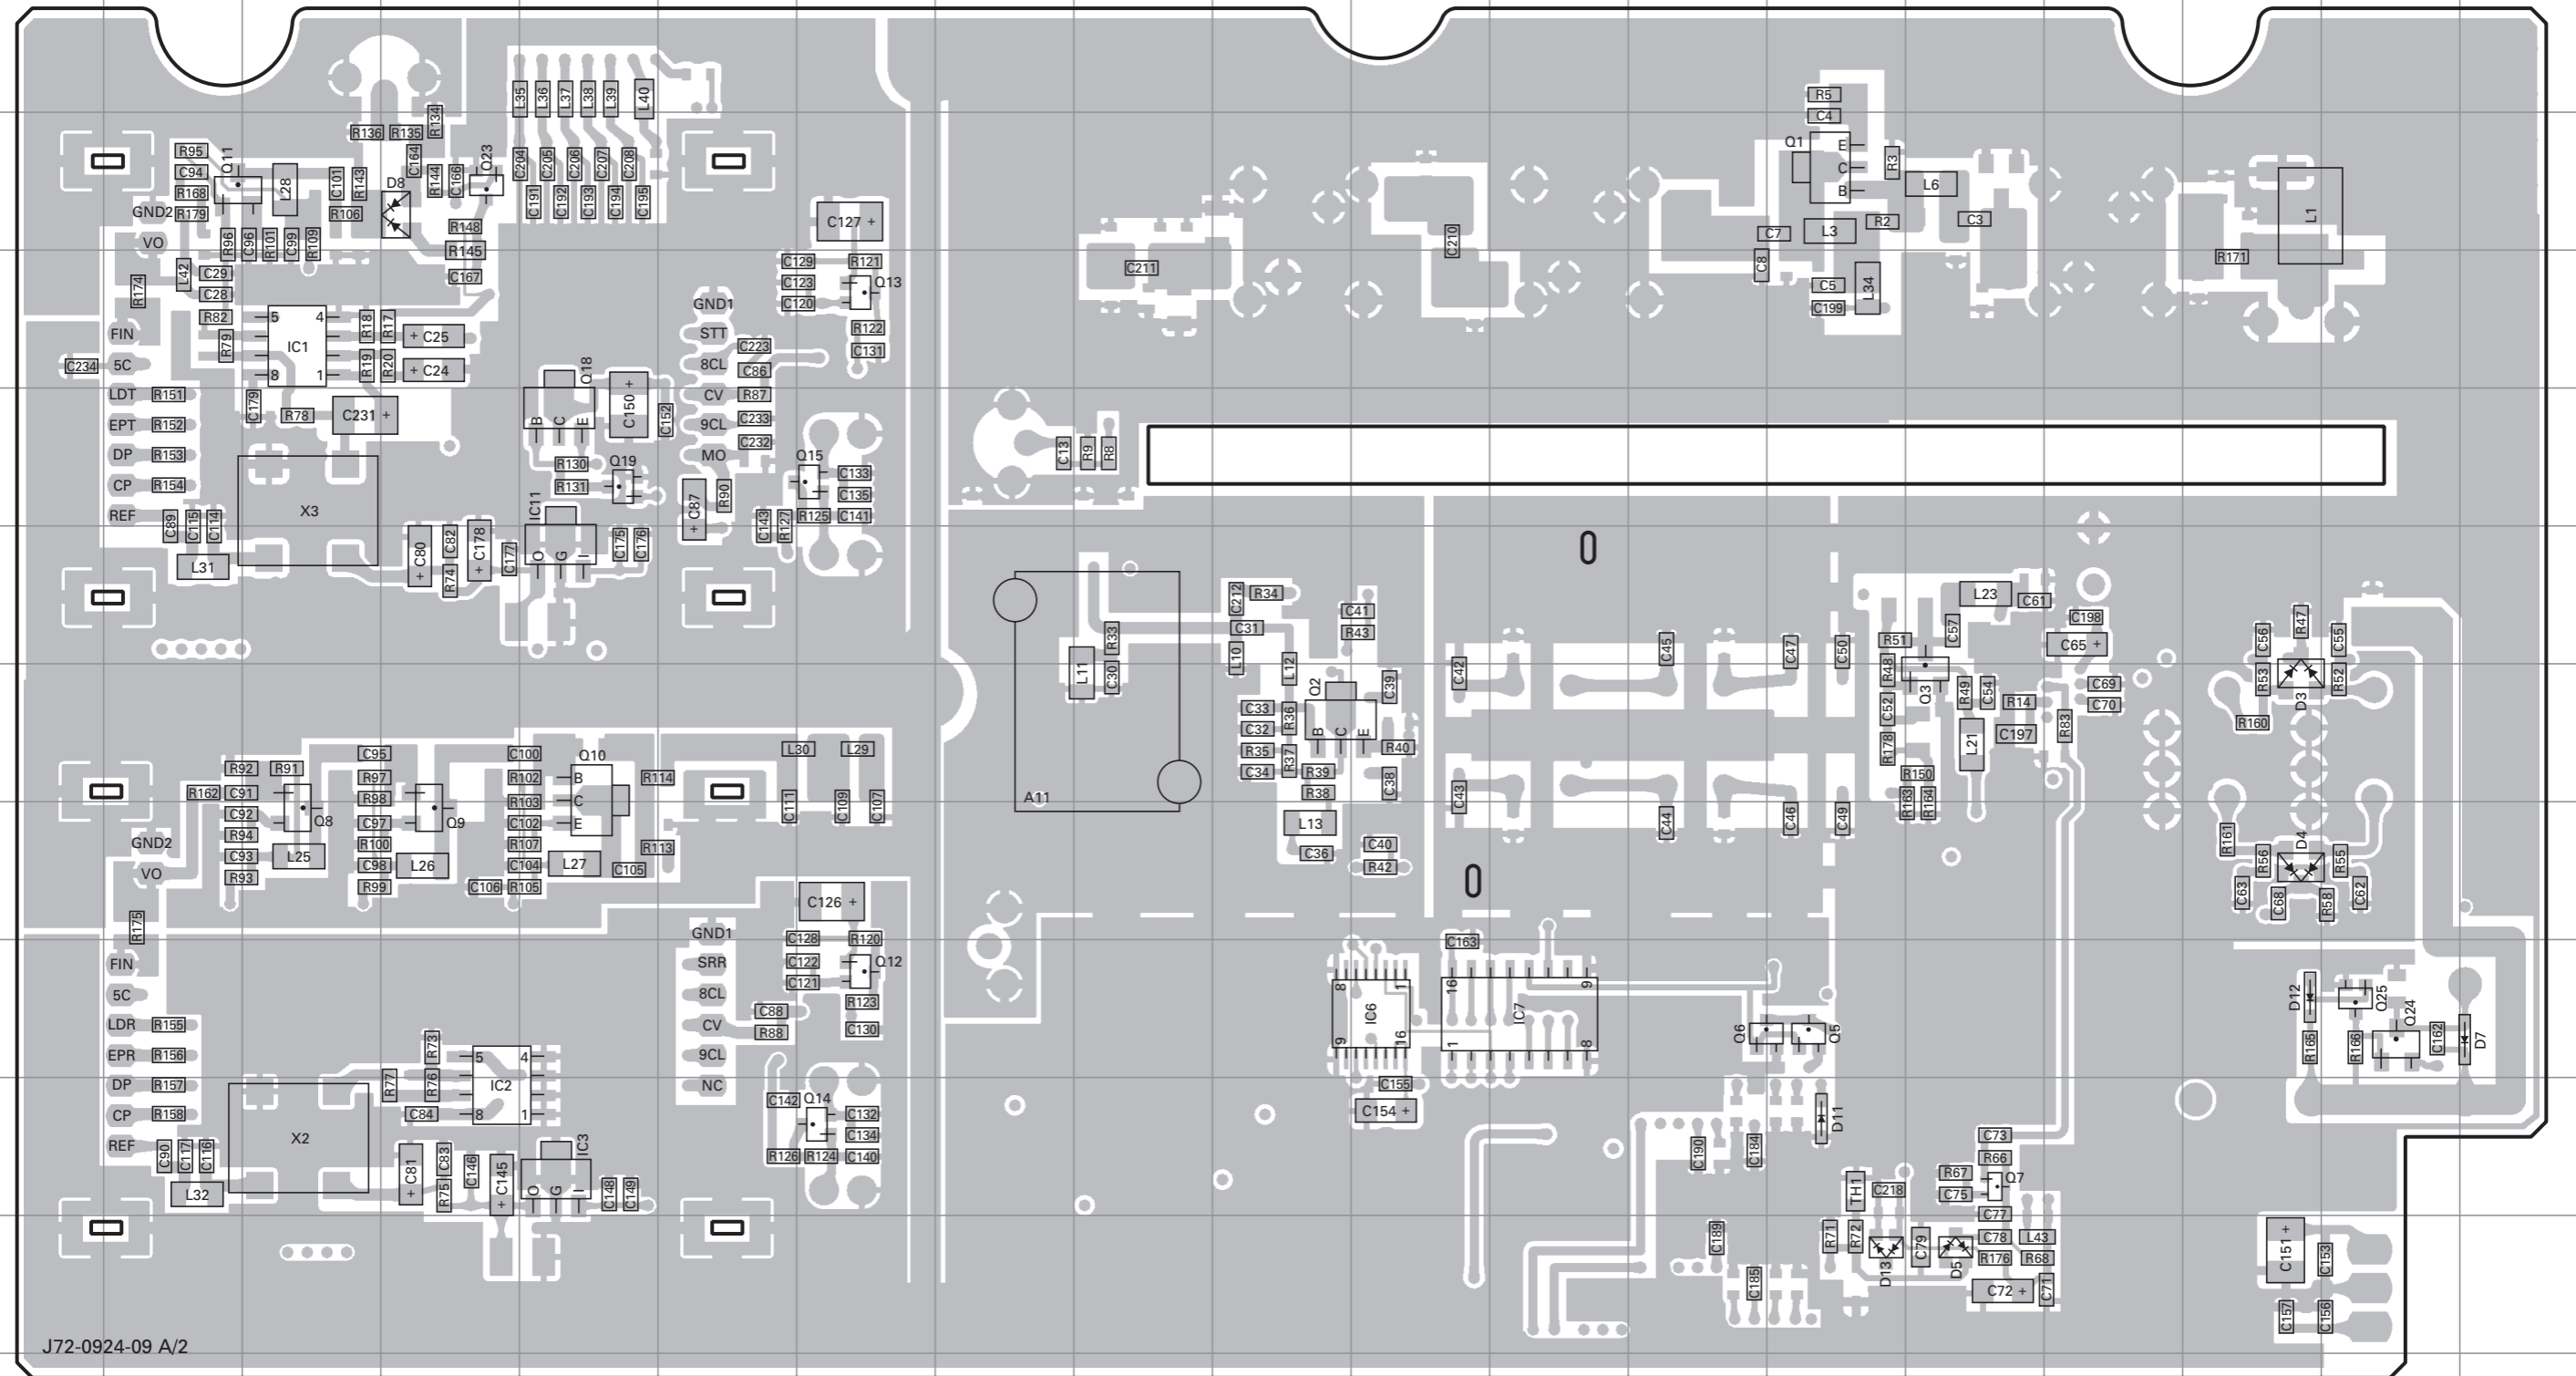 L35 L36 L37 L38 L39 L40
R5
C4
R136 R135 R134
Q1 E C B R3
R95 Q11 C164 Q23
C94 L28 C101 R143 D8 R144 C166 C204 C205 C206 C207 C208
R168
GND2 R179 R106 C191 C192 C193 C194 C195
L6
C127 + R148 L1
C7 L3 R2 C3
VO R96 C96 R101 C99 R109 R145
C210
C129 R121 C8 R171
L42 C29 C167 C211
R174 C28 C123 Q13 C5 L34
C120 GND1 C199
R82 5 4 R18 R17
FIN R79 IC1 + C25 STT R122
C223 C131
C234 5C 8 1 R19 R20 + C24 Q18 8CL C86
LDT R151 C179 R78 C231 + B C E + C150 C152 CV R87
EPT R152 9CL C233
C232
DP R153 R130 Q19 MO Q15 C133 C13 R9 R8
CP R154 R131 C87 + R90 C135
X3 IC11
REF C89 C115 C114 C143 R127 R125 C141
L31 C80 + C82 C178 + C177 O G I C175 C176
R74
C212 R34 L23 C61
C41 R47
C31 R43 C198
R33 C45 C47 C50 R51 C57 C65 + C56 C55
L11 C30 L10 L12 C42 R48 R53 R52
Q2 C39 Q3 R49 C54 C69 D3
C33 R36 C52 R14 C70
C32 B C E R160
R35 R37 R40 R178 L21 C197 R83
L30 L29
C95 C100 Q10
R92 R91 R97 R102 B R114 C34 R39 C38 R150
R162 C91 R98 R103 C A11 R38 C43 R163 R164
C92 Q8 C97 Q9 C102 E C111 C109 C107 L13 C44 C46 C49
GND2 R94 R100 R107 R113 C40 R161 D4
C93 L25 C98 L26 C104 L27 C105 C36 R42 R56 R55
VO R93 R99 C106 R105 C63 C68 R58 C62
R175 C126 +
GND1 C128 R120 C163
FIN SRR C122 Q12
C121
5C 8CL R123 8 1 16 9 D12 Q25
IC6 IC7 Q24
LDR R155 CV C88 C130 Q6 Q5
R88 9 16 1 8 R165 R166 C162 D7
EPR R156 R73 5 4 9CL
DP R157 R77 R76 IC2 NC C155
CP R158 C84 8 1 C142 Q14 C132 C154 + D11
X2 C134 C73
REF C90 C117 C116 C83 IC3 R126 R124 C140 C190 C184 R66
C81 + C146 C145 + R67 Q7
L32 R75 O G I C148 C149 TH1 C218 C75
C77
C189 R71 R72 C79 C78 L43 C151 +
D13 D5 R176 R68 C153
C185 C72 + C71
C157 C156
J72-0924-09 A/2